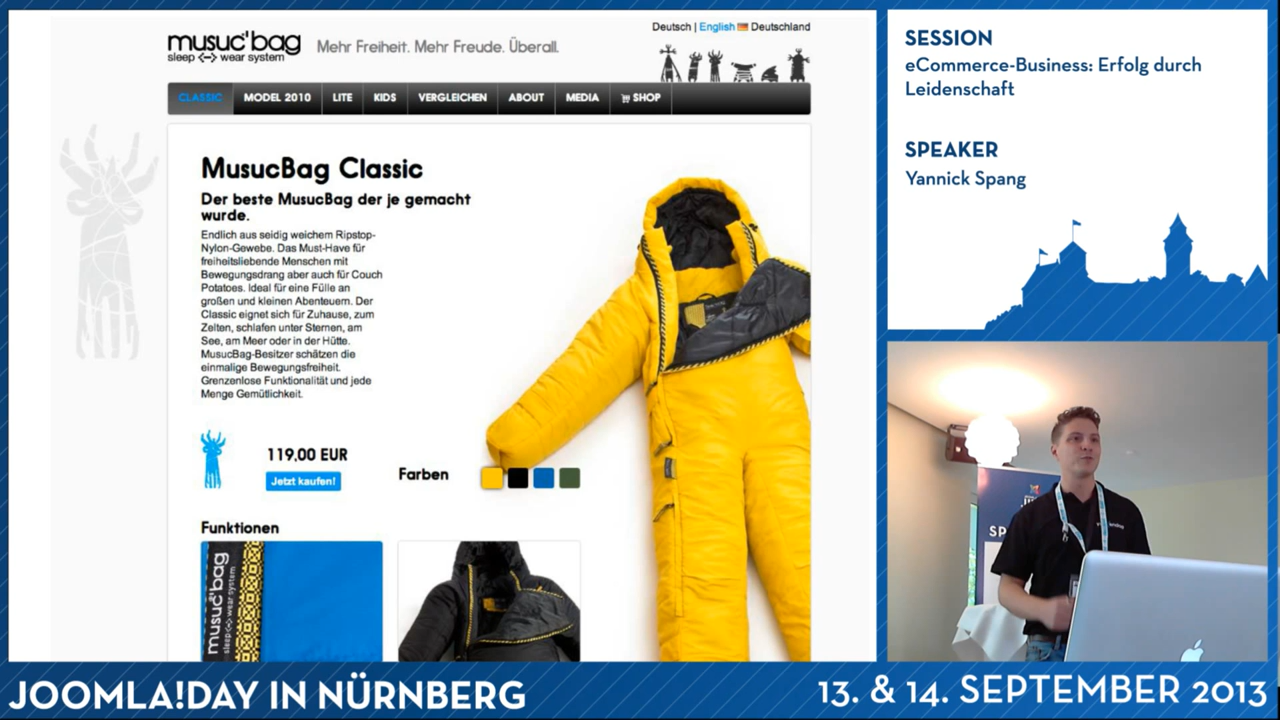 musuc'bag
sleep <-> wear system
Mehr Freiheit. Mehr Freude. Überall.
Deutsch | English Deutschland
CLASSIC MODEL 2010 LITE KIDS VERGLEICHEN ABOUT MEDIA SHOP
MusucBag Classic
Der beste MusucBag der je gemacht
wurde.
Endlich aus seidig weichem Ripstop-
Nylon-Gewebe. Das Must-Have für
freiheitsliebende Menschen mit
Bewegungsdrang aber auch für Couch
Potatoes. Ideal für eine Fülle an
großen und kleinen Abenteuern. Der
Classic eignet sich für Zuhause, zum
Zelten, schlafen unter Sternen, am
See, am Meer oder in der Hütte.
MusucBag-Besitzer schätzen die
einmalige Bewegungsfreiheit.
Grenzenlose Funktionalität und jede
Menge Gemütlichkeit.
119,00 EUR
Jetzt kaufen!
Farben
Funktionen
musuc'bag
sleep <-> wear system
SESSION
eCommerce-Business: Erfolg durch
Leidenschaft
SPEAKER
Yannick Spang
SP
JOOMLA!DAY IN NÜRNBERG
13. & 14. SEPTEMBER 2013